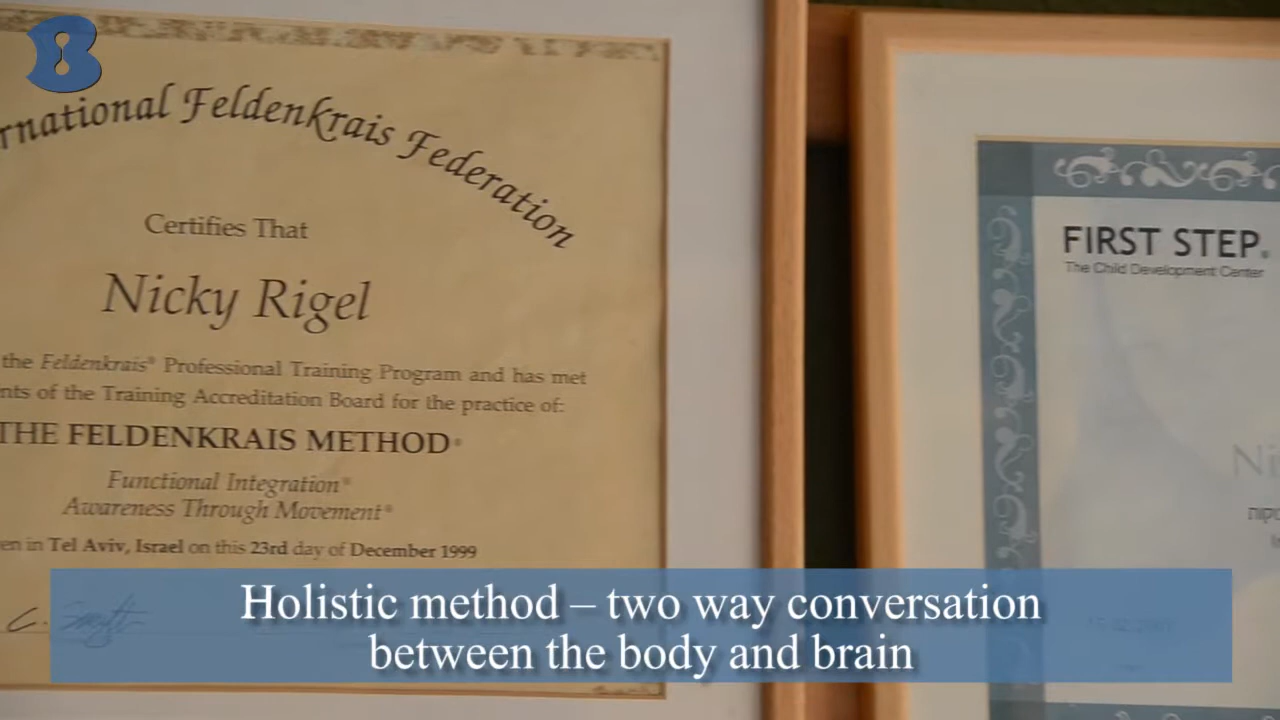 rnational Feldenkrais Federation
Certifies That
Nicky Rigel
the Feldenkrais® Professional Training Program and has met
nts of the Training Accreditation Board for the practice of:
THE FELDENKRAIS METHOD®
Functional Integration®
Awareness Through Movement®
en in Tel Aviv, Israel on this 23rd day of December 1999
FIRST STEP®
The Child Development Center
Ni
Holistic method – two way conversation
between the body and brain